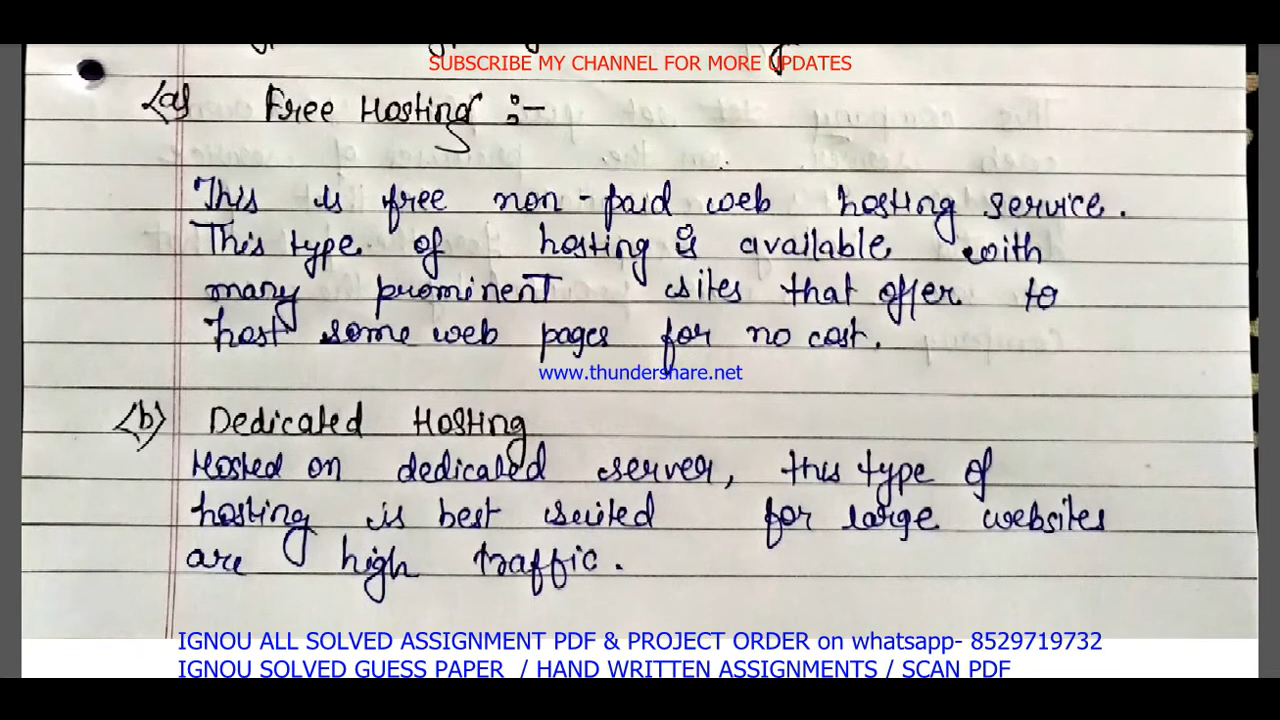 SUBSCRIBE MY CHANNEL FOR MORE UPDATES
(a) Free Hosting :-
This is free non-paid web hosting service.
This type of hosting is available with
many prominent sites that offer to
host some web pages for no cost.
www.thundershare.net
(b) Dedicated Hosting
Hosted on dedicated server, this type of
hosting is best suited for large websites
are high traffic.
IGNOU ALL SOLVED ASSIGNMENT PDF & PROJECT ORDER on whatsapp- 8529719732
IGNOU SOLVED GUESS PAPER / HAND WRITTEN ASSIGNMENTS / SCAN PDF